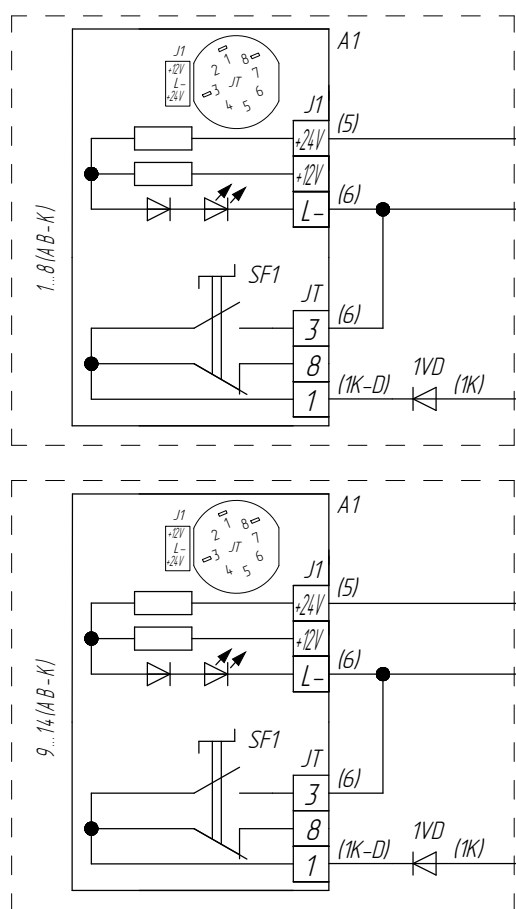 A1
J1
+12V
L-
+24V
1
8
2
7
JT
3
6
4
5
J1
+24V
(5)
+12V
L-
(6)
1...8(AB-K)
SF1
JT
3
(6)
8
1
(1K-D)
1VD
(1K)
A1
J1
+12V
L-
+24V
1
8
2
7
JT
3
6
4
5
J1
+24V
(5)
+12V
L-
(6)
9...14(AB-K)
SF1
JT
3
(6)
8
1
(1K-D)
1VD
(1K)